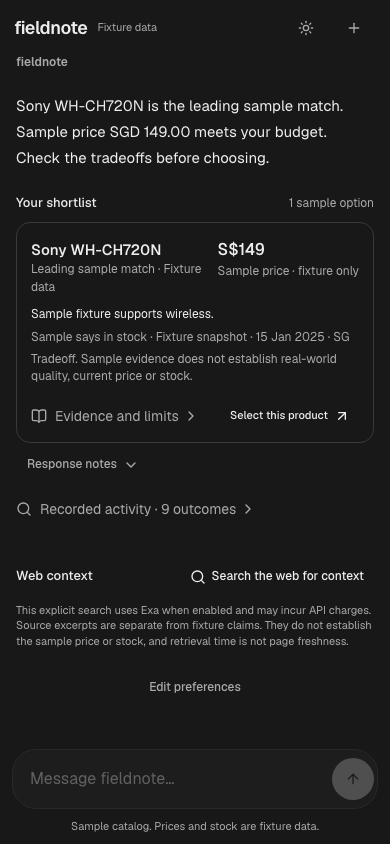 fieldnote Fixture data
fieldnote
Sony WH-CH720N is the leading sample match.
Sample price SGD 149.00 meets your budget.
Check the tradeoffs before choosing.
Your shortlist 1 sample option
Sony WH-CH720N S$149
Leading sample match · Fixture data Sample price · fixture only
Sample fixture supports wireless.
Sample says in stock · Fixture snapshot · 15 Jan 2025 · SG
Tradeoff. Sample evidence does not establish real-world
quality, current price or stock.
Evidence and limits Select this product
Response notes
Recorded activity · 9 outcomes
Web context Search the web for context
This explicit search uses Exa when enabled and may incur API charges.
Source excerpts are separate from fixture claims. They do not establish
the sample price or stock, and retrieval time is not page freshness.
Edit preferences
Message fieldnote...
Sample catalog. Prices and stock are fixture data.